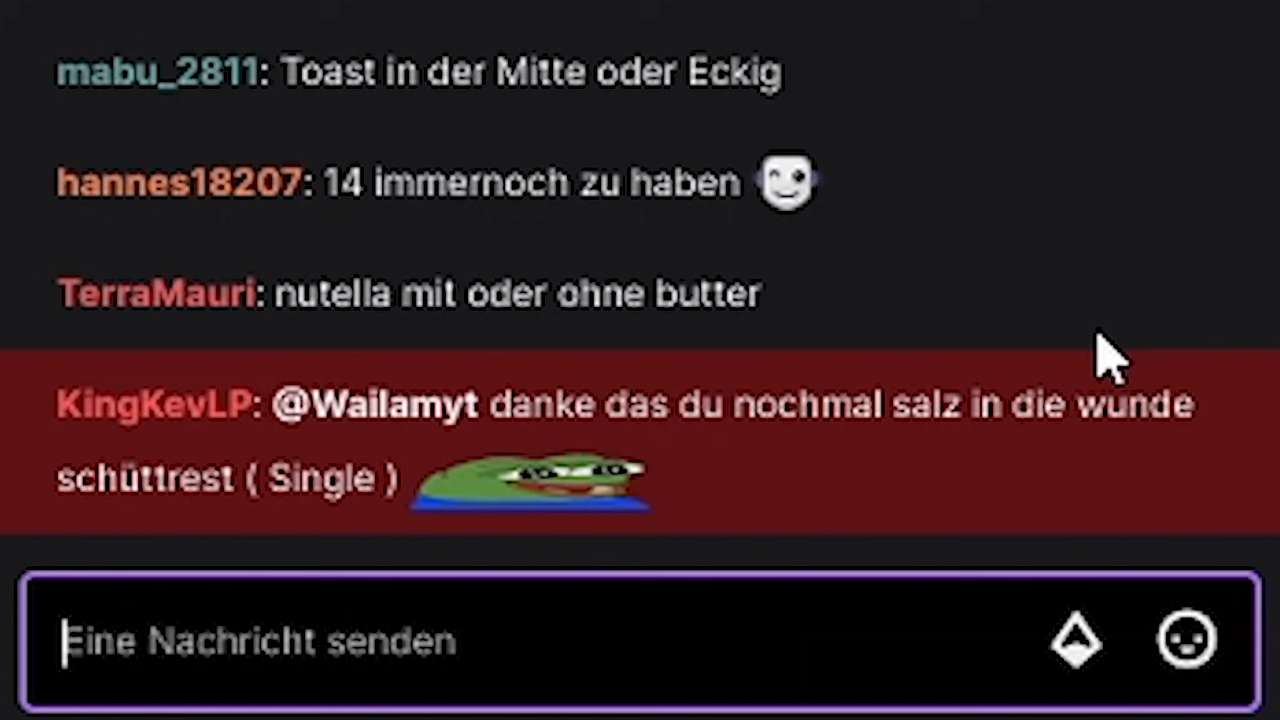 mabu_2811: Toast in der Mitte oder Eckig
hannes18207: 14 immernoch zu haben
TerraMauri: nutella mit oder ohne butter
KingKevLP: @Wailamyt danke das du nochmal salz in die wunde
schüttrest ( Single )
Eine Nachricht senden